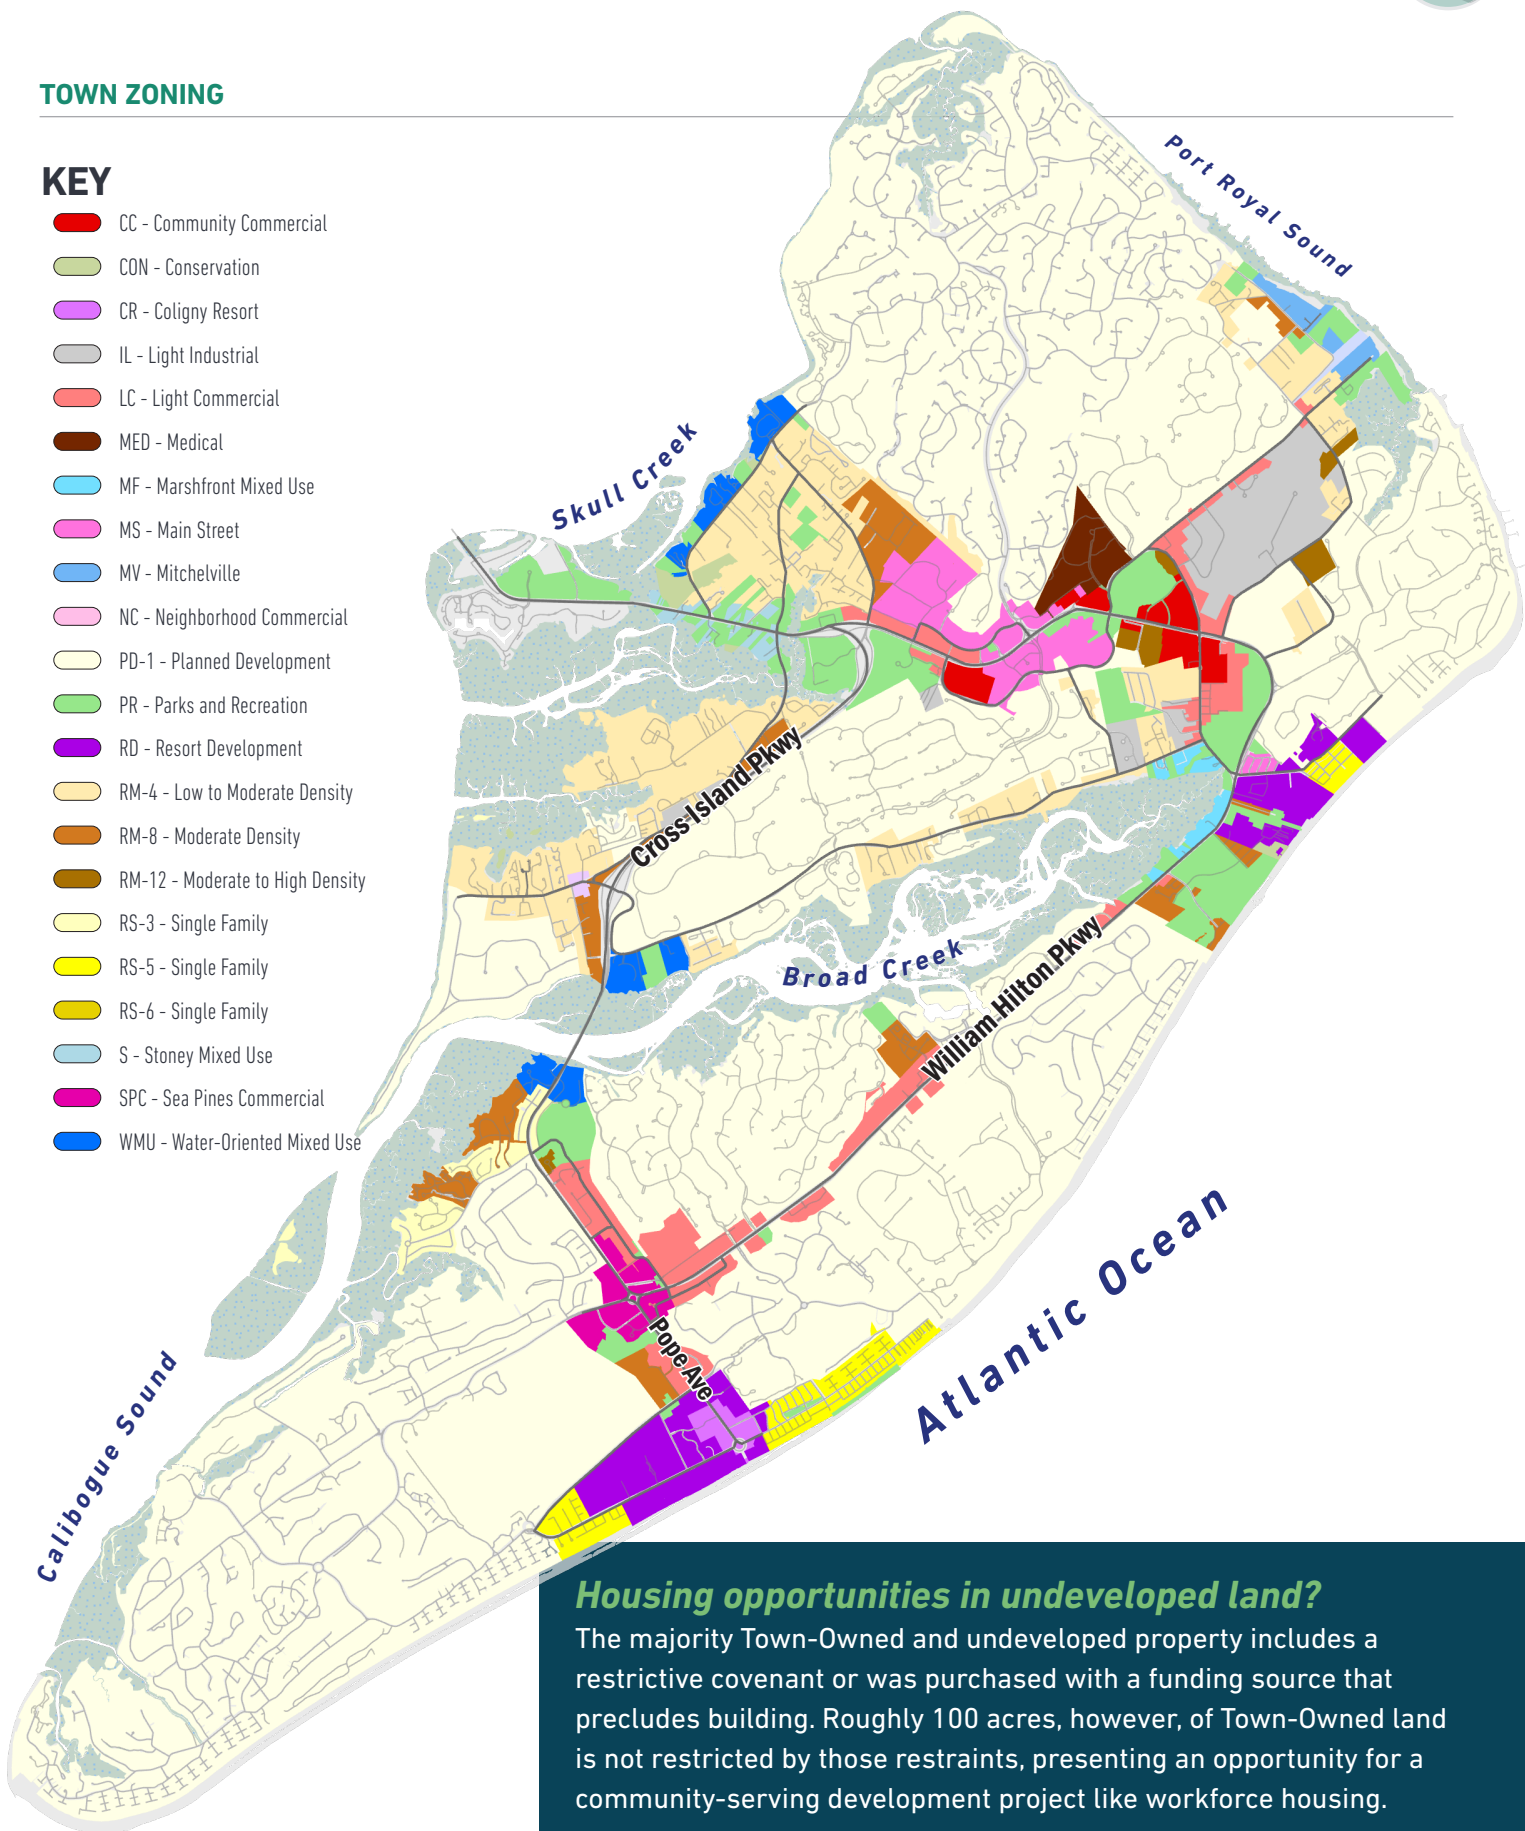 TOWN ZONING
KEY
CC - Community Commercial
CON - Conservation
CR - Coligny Resort
IL - Light Industrial
LC - Light Commercial
MED - Medical
MF - Marshfront Mixed Use
MS - Main Street
MV - Mitchelville
NC - Neighborhood Commercial
PD-1 - Planned Development
PR - Parks and Recreation
RD - Resort Development
RM-4 - Low to Moderate Density
RM-8 - Moderate Density
RM-12 - Moderate to High Density
RS-3 - Single Family
RS-5 - Single Family
RS-6 - Single Family
S - Stoney Mixed Use
SPC - Sea Pines Commercial
WMU - Water-Oriented Mixed Use
Port Royal Sound
Skull Creek
Cross Island Pkwy
Broad Creek
William Hilton Pkwy
Pope Ave
Atlantic Ocean
Calibogue Sound
Housing opportunities in undeveloped land?
The majority Town-Owned and undeveloped property includes a
restrictive covenant or was purchased with a funding source that
precludes building. Roughly 100 acres, however, of Town-Owned land
is not restricted by those restraints, presenting an opportunity for a
community-serving development project like workforce housing.